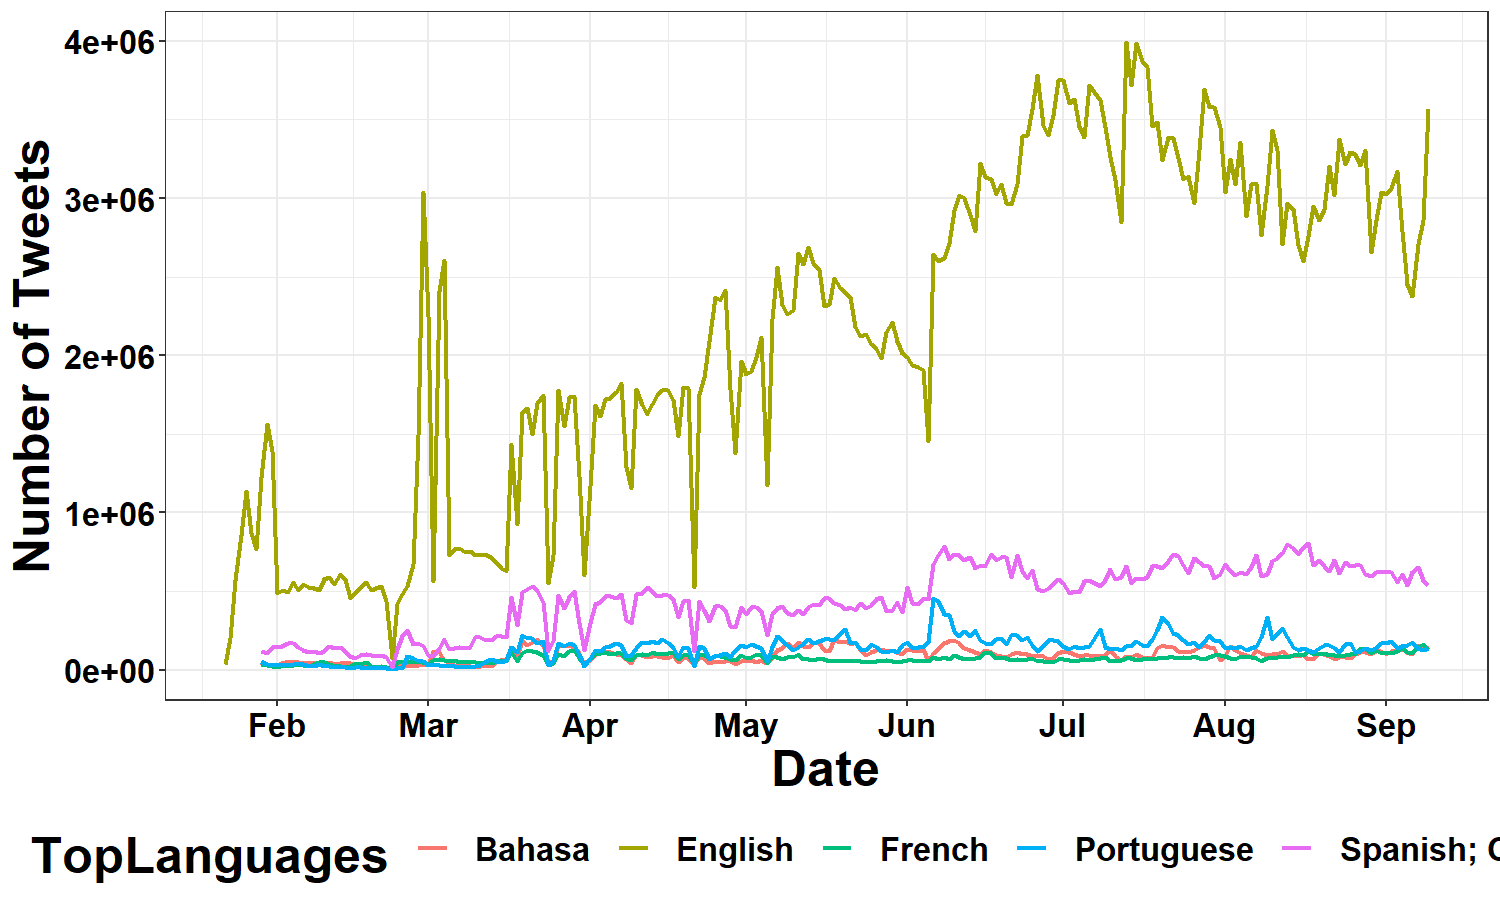 Number of Tweets
4e+06
3e+06
2e+06
1e+06
0e+00
Feb Mar Apr May Jun Jul Aug Sep
Date
TopLanguages Bahasa English French Portuguese Spanish;